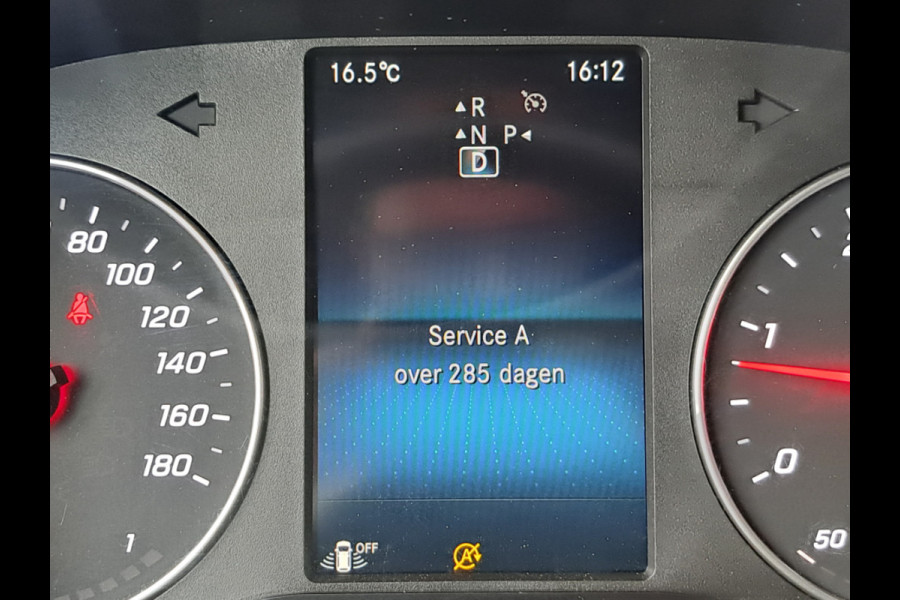 16.5°C 16:12
R
N P
D
80
100
120
140
160
180
1
Service A
over 285 dagen
OFF
A
1
0
50